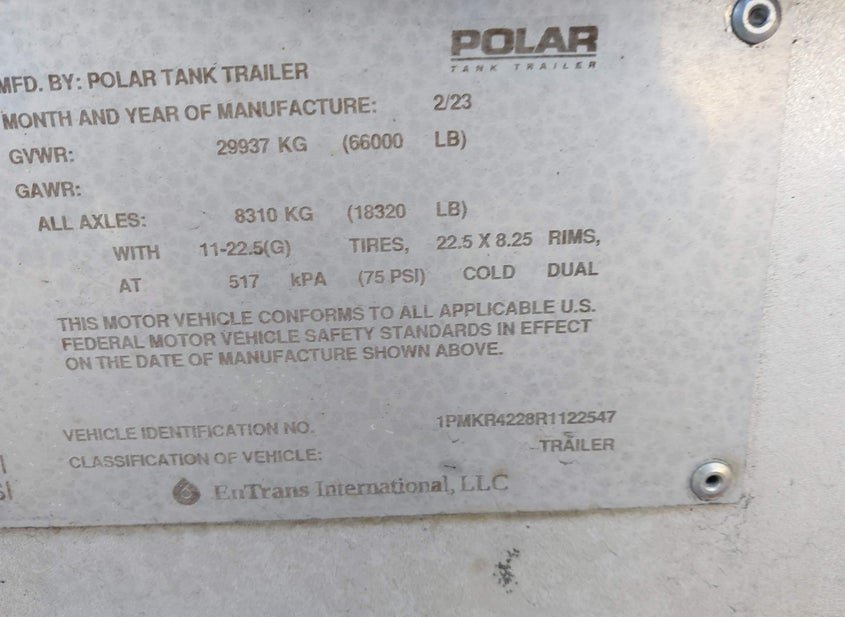 POLAR
TANK TRAILER
MFD. BY: POLAR TANK TRAILER
MONTH AND YEAR OF MANUFACTURE: 2/23
GVWR: 29937 KG (66000 LB)
GAWR:
ALL AXLES: 8310 KG (18320 LB)
WITH 11-22.5(G) TIRES, 22.5 X 8.25 RIMS,
AT 517 kPA (75 PSI) COLD DUAL
THIS MOTOR VEHICLE CONFORMS TO ALL APPLICABLE U.S.
FEDERAL MOTOR VEHICLE SAFETY STANDARDS IN EFFECT
ON THE DATE OF MANUFACTURE SHOWN ABOVE.
VEHICLE IDENTIFICATION NO. 1PMKR4228R1122547
CLASSIFICATION OF VEHICLE: TRAILER
EnTrans International, LLC